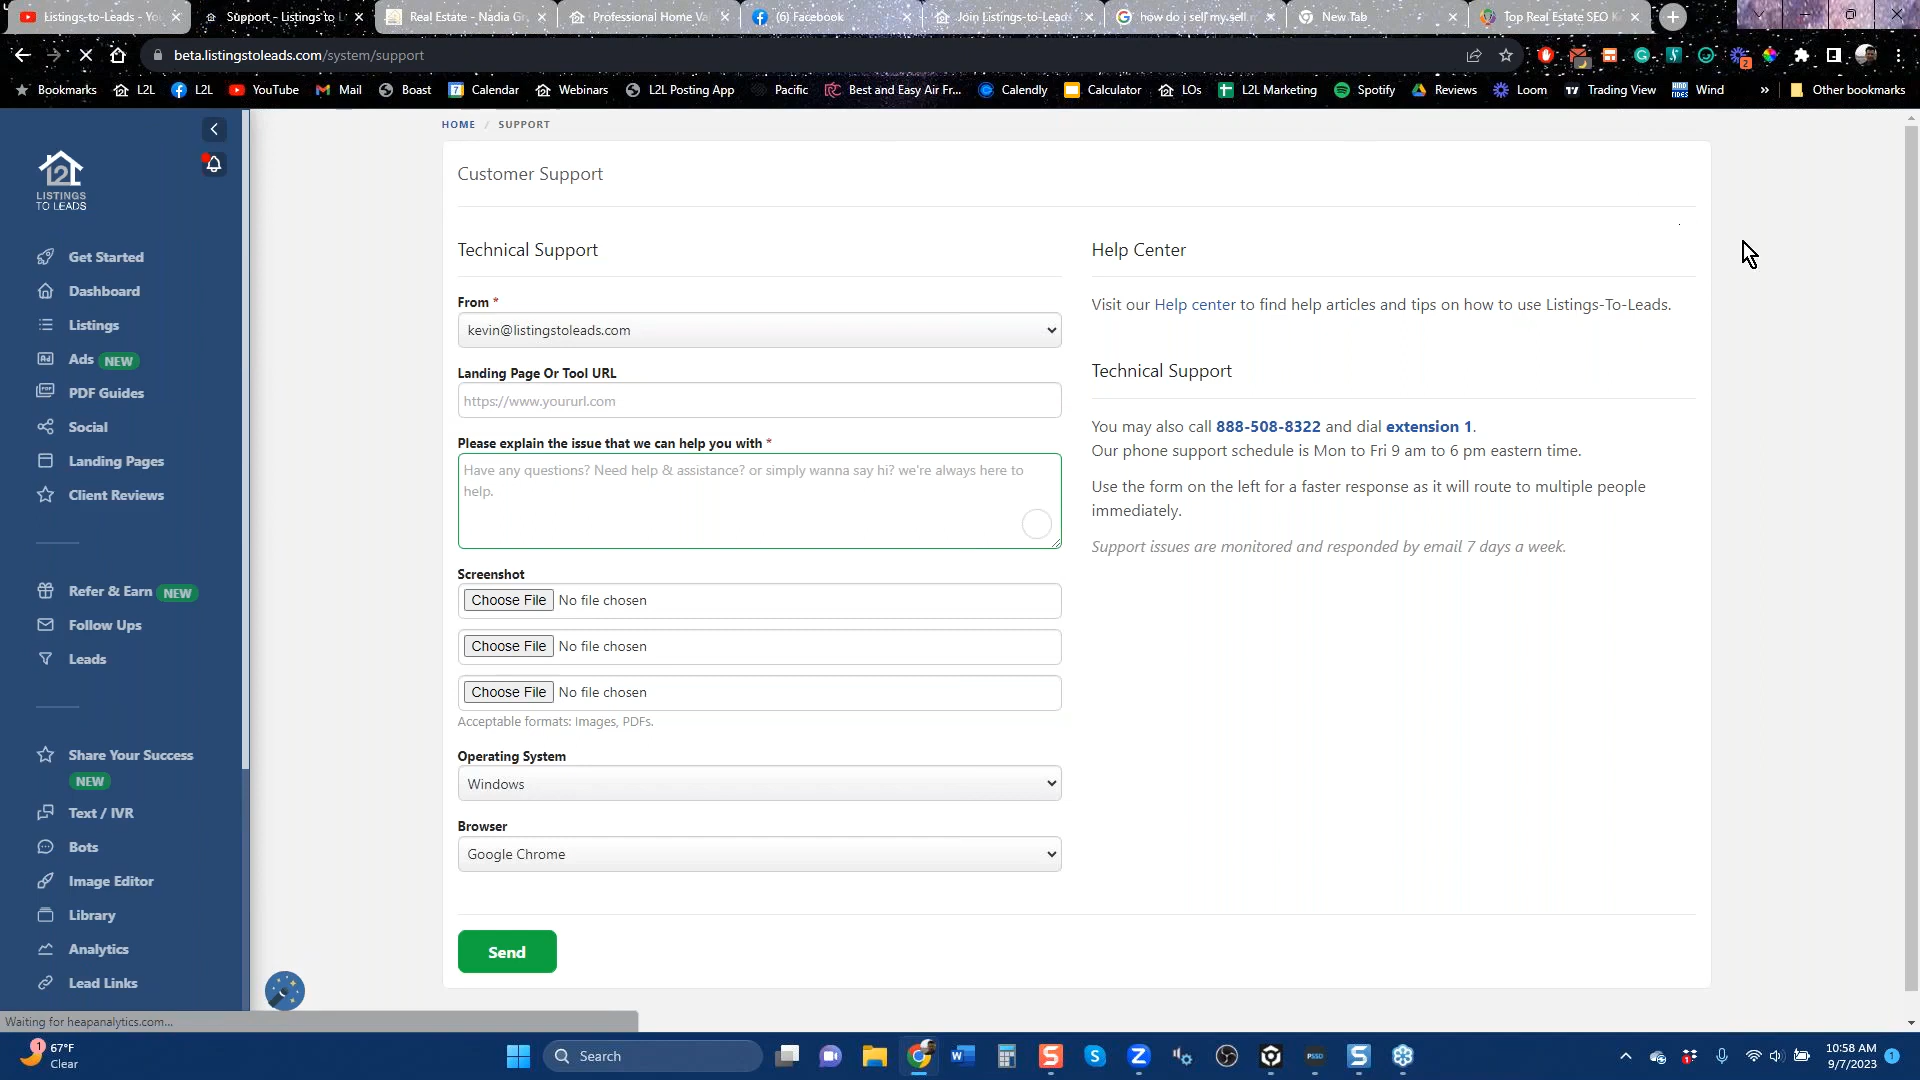 Listings-to-Leads - Yo
Support - Listings to L
Real Estate - Nadia Gr
Professional Home Va
(6) Facebook
Join Listings-to-Leads
how do i sell my.sell
New Tab
Top Real Estate SEO K
beta.listingstoleads.com/system/support
Bookmarks
L2L
L2L
YouTube
Mail
Boast
Calendar
Webinars
L2L Posting App
Pacific
Best and Easy Air Fr...
Calendly
Calculator
LOs
L2L Marketing
Spotify
Reviews
Loom
Trading View
Wind
»
Other bookmarks
L2L
LISTINGS
TO LEADS
Get Started
Dashboard
Listings
Ads NEW
PDF Guides
Social
Landing Pages
Client Reviews
Refer & Earn NEW
Follow Ups
Leads
Share Your Success
NEW
Text / IVR
Bots
Image Editor
Library
Analytics
Lead Links
HOME / SUPPORT
Customer Support
Technical Support
From *
kevin@listingstoleads.com
Landing Page Or Tool URL
https://www.yoururl.com
Please explain the issue that we can help you with *
Have any questions? Need help & assistance? or simply wanna say hi? we're always here to
help.
Screenshot
Choose File No file chosen
Choose File No file chosen
Choose File No file chosen
Acceptable formats: Images, PDFs.
Operating System
Windows
Browser
Google Chrome
Send
Help Center
Visit our Help center to find help articles and tips on how to use Listings-To-Leads.
Technical Support
You may also call 888-508-8322 and dial extension 1.
Our phone support schedule is Mon to Fri 9 am to 6 pm eastern time.
Use the form on the left for a faster response as it will route to multiple people
immediately.
Support issues are monitored and responded by email 7 days a week.
Waiting for heapanalytics.com...
1
67°F
Clear
Search
10:58 AM
9/7/2023
1